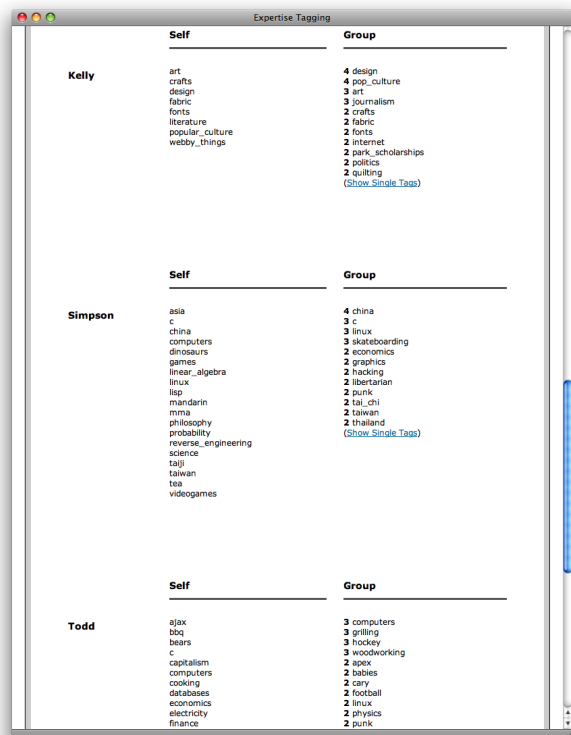 Expertise Tagging
Self
Group
Kelly
art
crafts
design
fabric
fonts
literature
popular_culture
webby_things
4 design
4 pop_culture
3 art
3 journalism
2 crafts
2 fabric
2 fonts
2 internet
2 park_scholarships
2 politics
2 quilting
(Show Single Tags)
Self
Group
Simpson
asia
c
china
computers
dinosaurs
games
linear_algebra
linux
lisp
mandarin
mma
philosophy
probability
reverse_engineering
science
taiji
taiwan
tea
videogames
4 china
3 c
3 linux
3 skateboarding
2 economics
2 graphics
2 hacking
2 libertarian
2 punk
2 tai_chi
2 taiwan
2 thailand
(Show Single Tags)
Self
Group
Todd
ajax
bbq
bears
c
capitalism
computers
cooking
databases
economics
electricity
finance
3 computers
3 grilling
3 hockey
3 woodworking
2 apex
2 babies
2 cary
2 football
2 linux
2 physics
2 punk